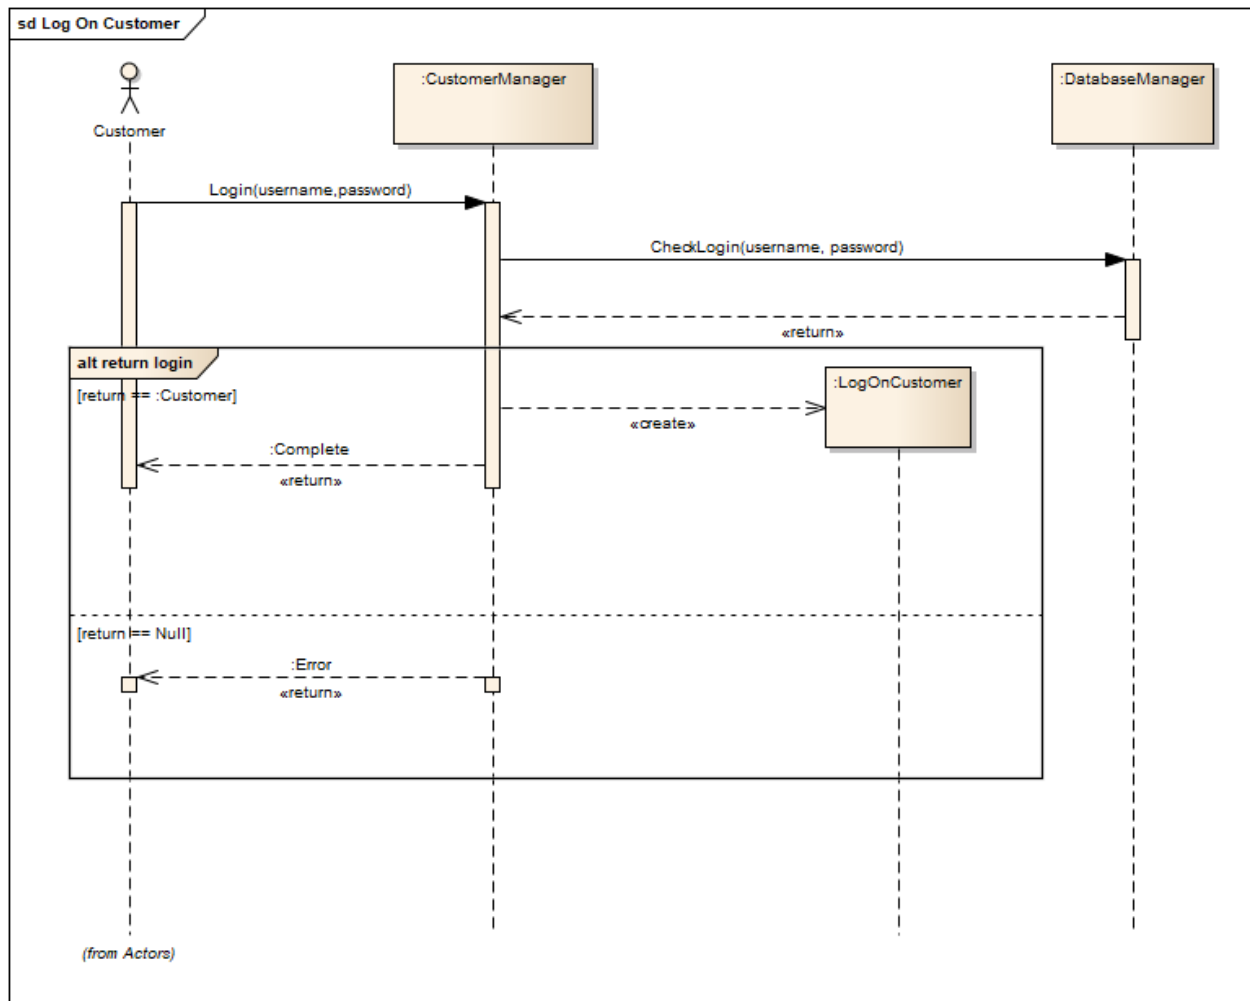 sd Log On Customer
Customer
:CustomerManager
:DatabaseManager
Login(username,password)
CheckLogin(username, password)
«return»
alt return login
[return == :Customer]
:LogOnCustomer
«create»
:Complete
«return»
[return == Null]
:Error
«return»
(from Actors)